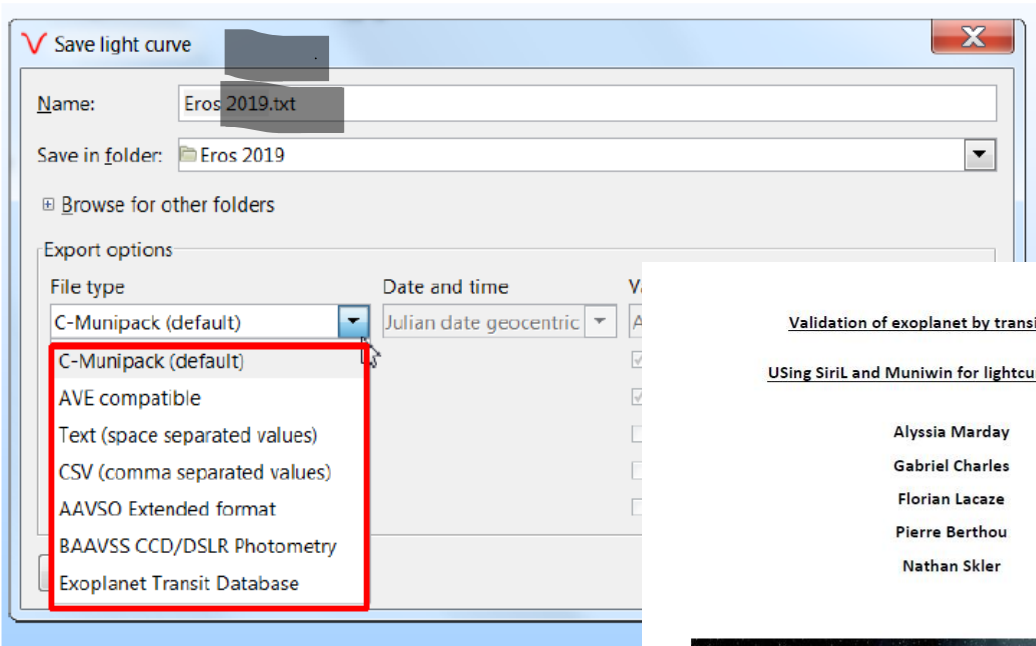 Save light curve
Name: Eros 2019.txt
Save in folder: Eros 2019
Browse for other folders
Export options
File type Date and time
C-Munipack (default) Julian date geocentric
C-Munipack (default)
AVE compatible
Text (space separated values)
CSV (comma separated values)
AAVSO Extended format
BAAVSS CCD/DSLR Photometry
Exoplanet Transit Database
Validation of exoplanet by transi
USing SiriL and Muniwin for lightcu
Alyssia Marday
Gabriel Charles
Florian Lacaze
Pierre Berthou
Nathan Skler